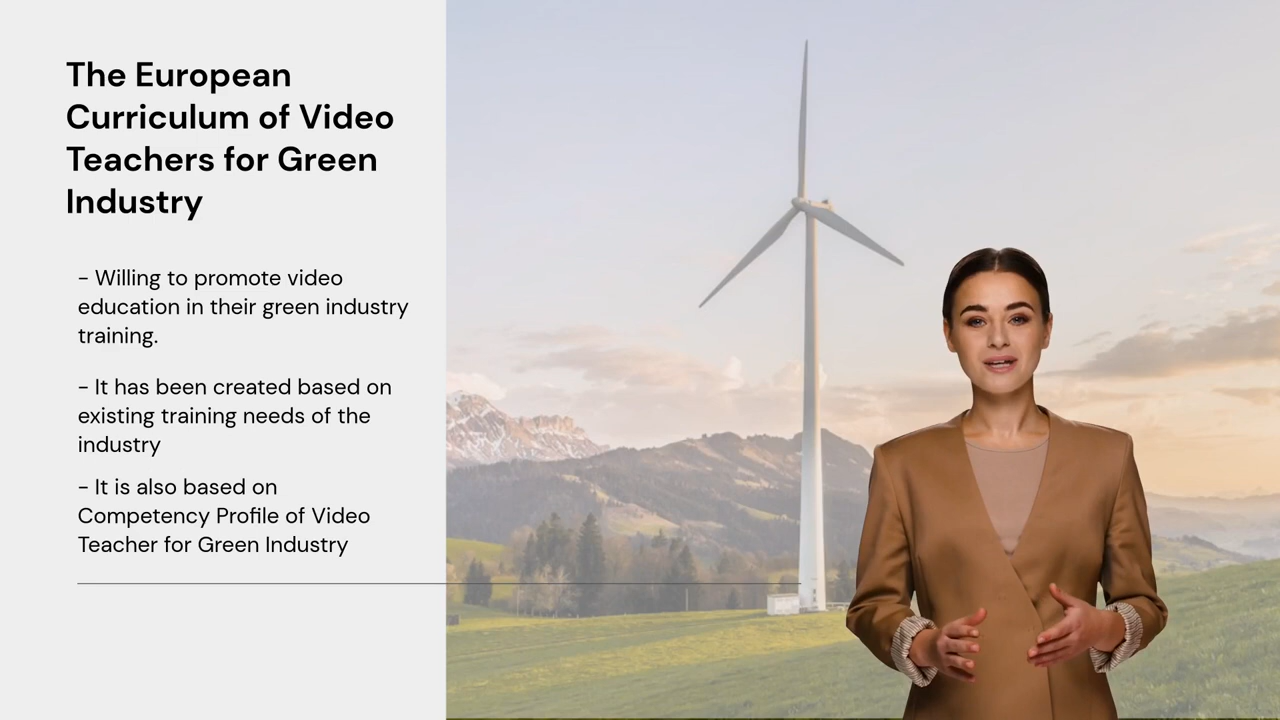 The European
Curriculum of Video
Teachers for Green
Industry
- Willing to promote video
education in their green industry
training.
- It has been created based on
existing training needs of the
industry
- It is also based on
Competency Profile of Video
Teacher for Green Industry